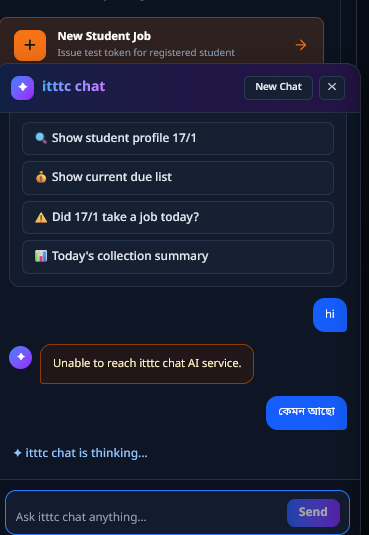 New Student Job
Issue test token for registered student
itttc chat
New Chat
Show student profile 17/1
Show current due list
Did 17/1 take a job today?
Today's collection summary
hi
Unable to reach itttc chat AI service.
কেমন আছো
itttc chat is thinking...
Ask itttc chat anything...
Send